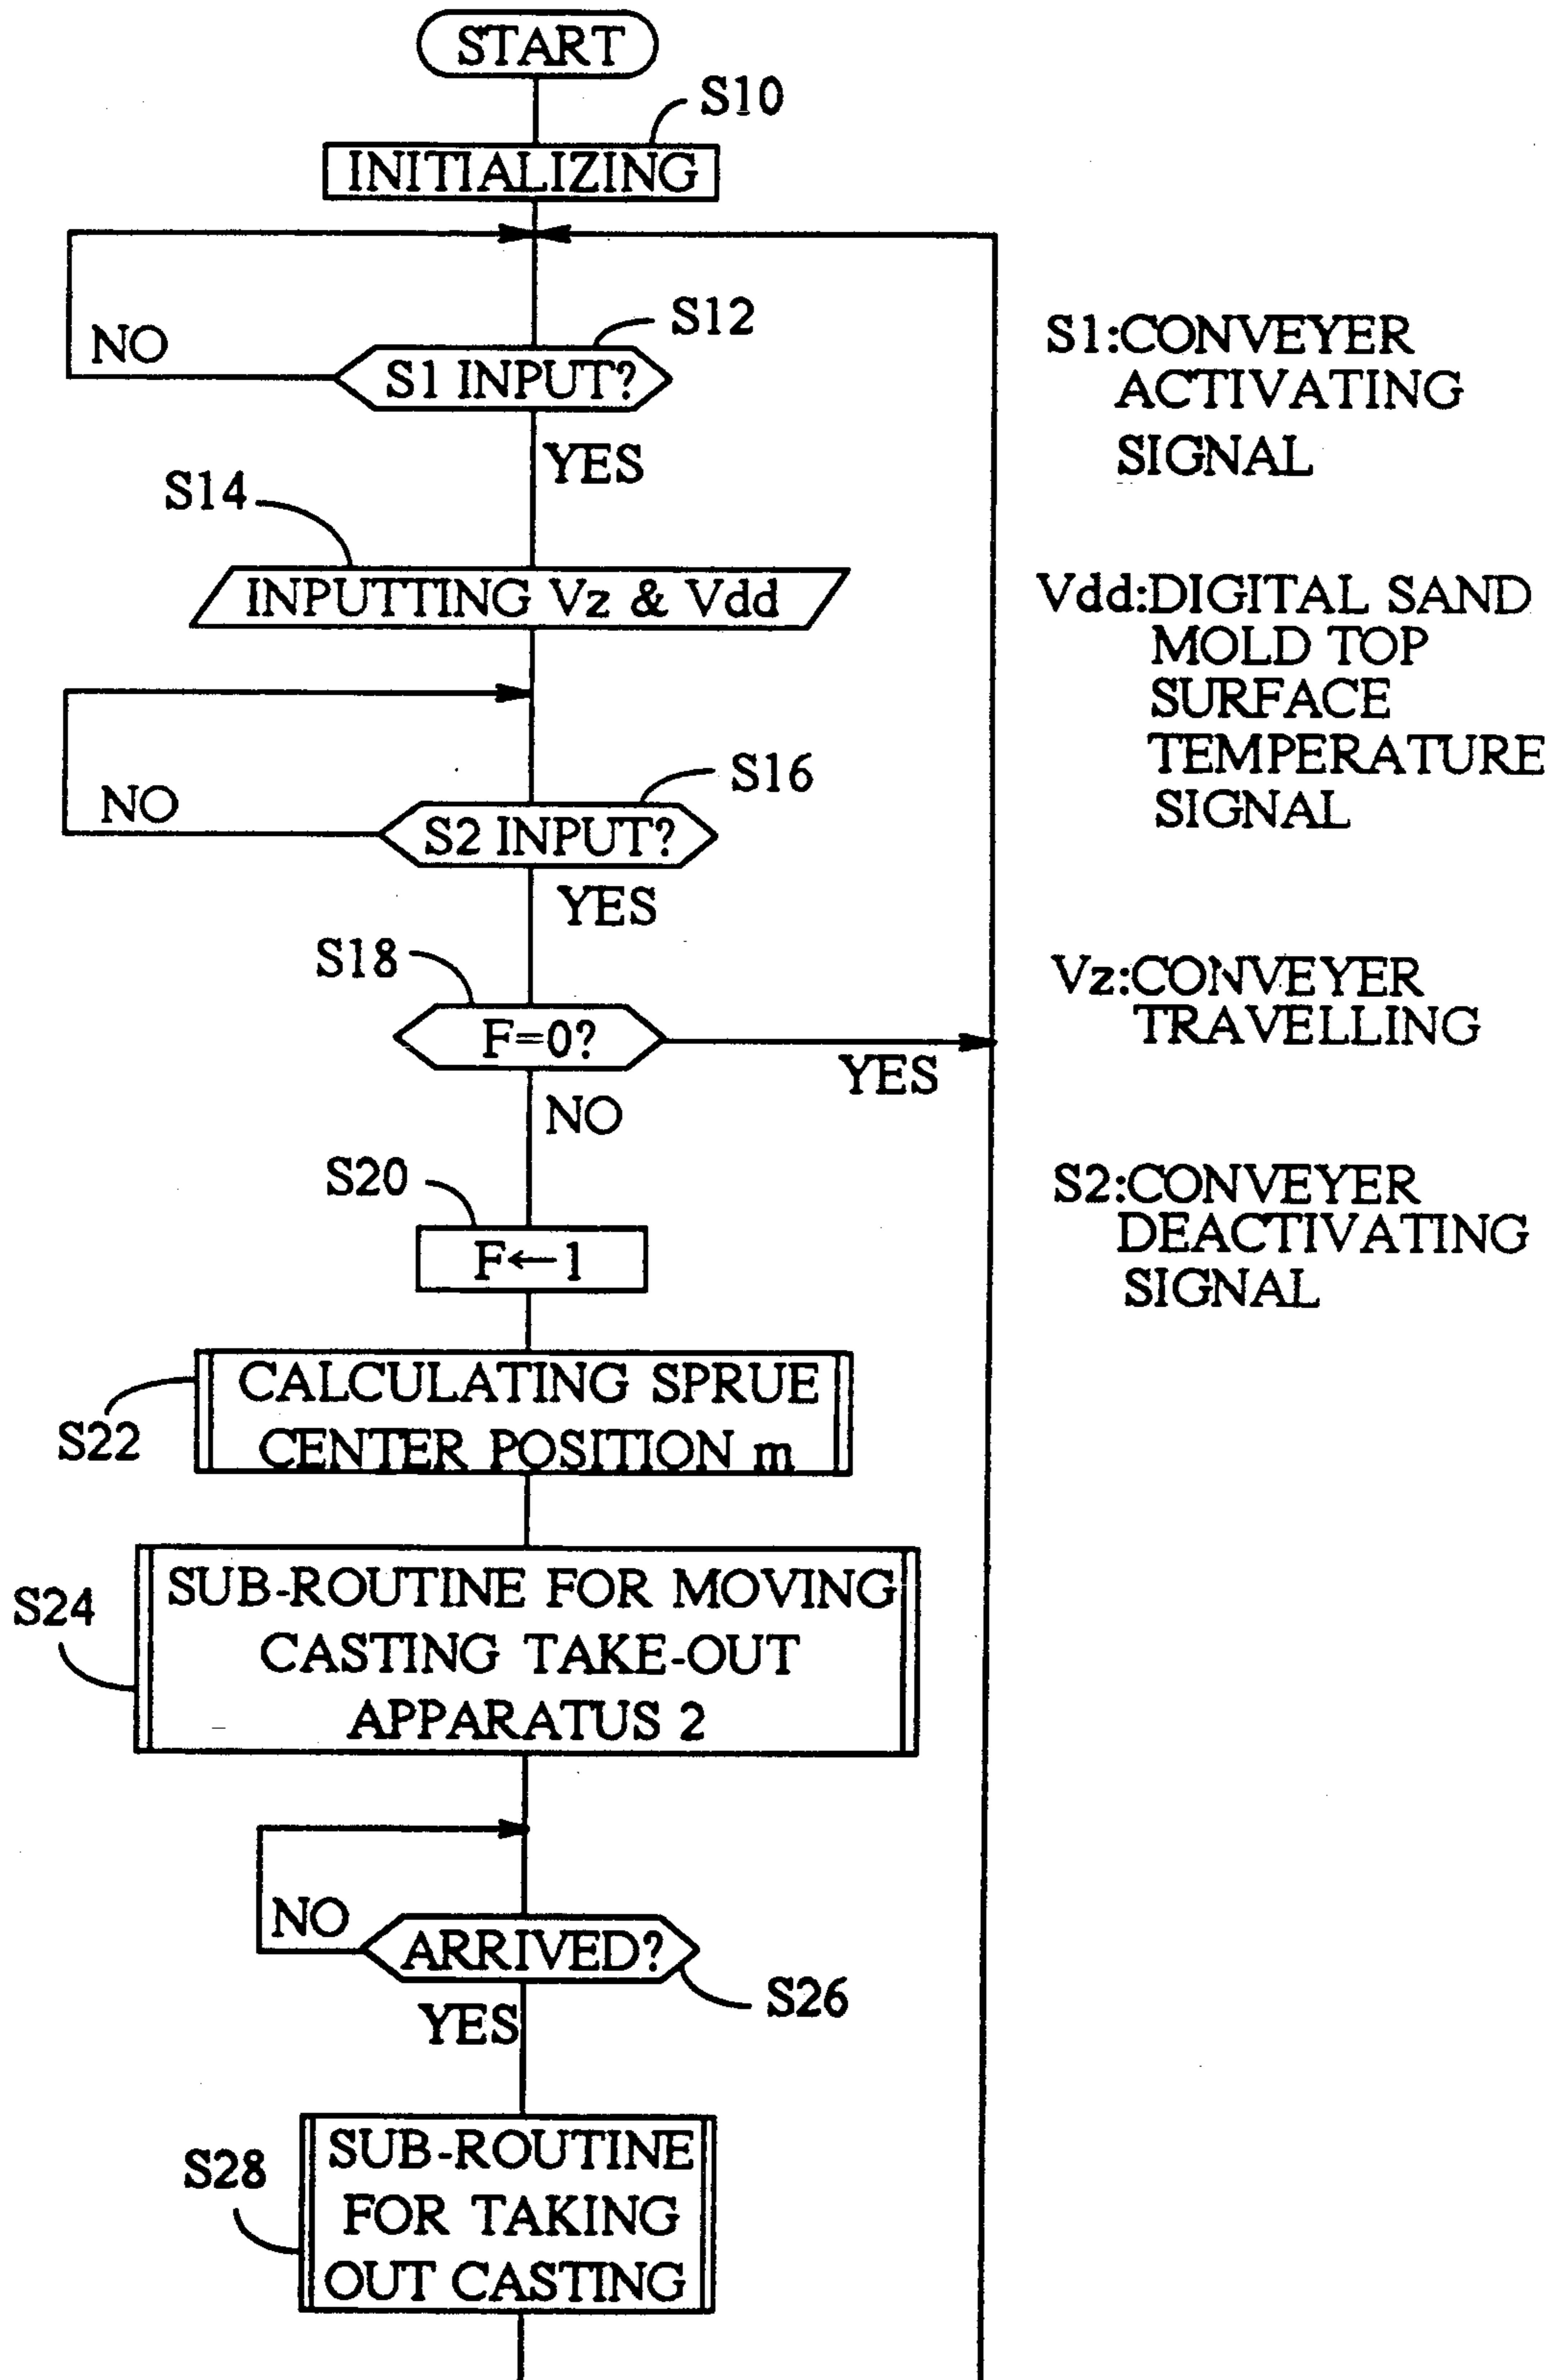 START
S10
INITIALIZING
S12
NO
S1 INPUT?
YES
S14
INPUTTING Vz & Vdd
S16
NO
S2 INPUT?
YES
S18
F=0?
YES
NO
S20
F←1
S22
CALCULATING SPRUE
CENTER POSITION m
S24
SUB-ROUTINE FOR MOVING
CASTING TAKE-OUT
APPARATUS 2
NO
ARRIVED?
S26
YES
S28
SUB-ROUTINE
FOR TAKING
OUT CASTING
S1:CONVEYER
ACTIVATING
SIGNAL
Vdd:DIGITAL SAND
MOLD TOP
SURFACE
TEMPERATURE
SIGNAL
Vz:CONVEYER
TRAVELLING
S2:CONVEYER
DEACTIVATING
SIGNAL